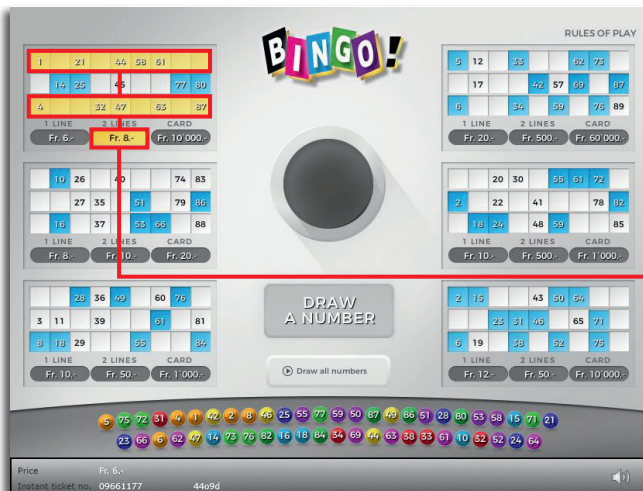 RULES OF PLAY
BINGO!
1 21 44 58 61
14 25 77 80
4 32 47 63 87
1 LINE 2 LINES CARD
Fr. 6.- Fr. 8.- Fr. 10'000.-
10 26 40 74 83
27 35 51 79 86
16 37 53 66 88
1 LINE 2 LINES CARD
Fr. 8.- Fr. 10.- Fr. 20.-
28 36 49 60 76
3 11 39 61 81
8 18 29 55 84
1 LINE 2 LINES CARD
Fr. 10.- Fr. 50.- Fr. 1'000.-
DRAW
A NUMBER
Draw all numbers
5 12 33 62 73
17 42 57 69 87
6 34 59 76 89
1 LINE 2 LINES CARD
Fr. 20.- Fr. 500.- Fr. 60'000.-
20 30 55 61 72
2 22 41 78 82
18 24 48 59 85
1 LINE 2 LINES CARD
Fr. 10.- Fr. 500.- Fr. 1'000.-
2 15 43 50 64
23 31 46 65 71
6 19 38 52 75
1 LINE 2 LINES CARD
Fr. 12.- Fr. 50.- Fr. 10'000.-
5 75 72 31 4 1 42 2 8 46 25 55 77 59 50 87 49 86 51 28 80 53 58 15 71 21
23 66 6 62 47 14 73 76 82 16 18 84 34 69 44 63 38 33 61 10 32 52 24 64
Price Fr. 6.-
Instant ticket no. 09661177 44o9d